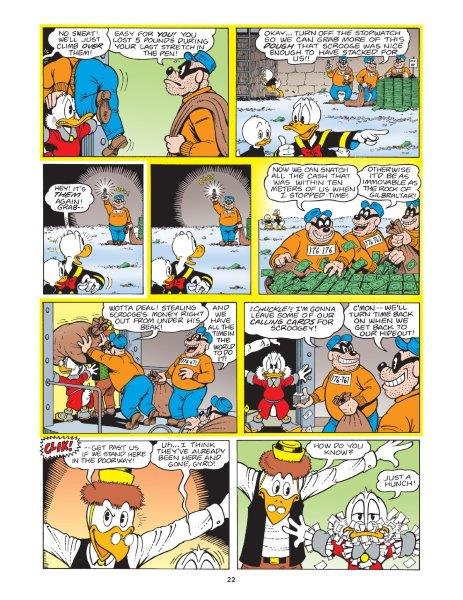 NO SWEAT!
WE'LL JUST
CLIMB OVER
THEM!
EASY FOR YOU! YOU
LOST 5 POUNDS DURING
YOUR LAST STRETCH IN
THE PEN!
OKAY... TURN OFF THE STOPWATCH
SO WE CAN GRAB MORE OF THIS
DOUGH THAT SCROOGE WAS NICE
ENOUGH TO HAVE STACKED FOR
US!!
HEY! IT'S
THEM
AGAIN!
GRAB--
NOW WE CAN SNATCH
ALL THE CASH THAT
WAS WITHIN TEN
METERS OF US WHEN
I STOPPED TIME!
OTHERWISE
IT'D BE AS
IMMOVABLE AS
THE ROCK OF
GIBRALTAR!
176-176
WOTTA DEAL! STEALING
SCROOGE'S MONEY RIGHT
OUT FROM UNDER HIS
BEAK!
AND
WE
HAVE
ALL THE
TIME IN
THE
WORLD
TO DO
IT!
(CHUCKLE!) I'M GONNA
LEAVE SOME OF OUR
CALLING CARDS FOR
SCROOGEY!
C'MON -- WE'LL
TURN TIME BACK
ON WHEN WE
GET BACK TO
OUR HIDEOUT!
176-761
CLIK!
--GET PAST US
IF WE STAND HERE
IN THE DOORWAY!
UH... I THINK
THEY'VE ALREADY
BEEN HERE AND
GONE, GYRO!
HOW DO YOU
KNOW?
JUST A
HUNCH!
22